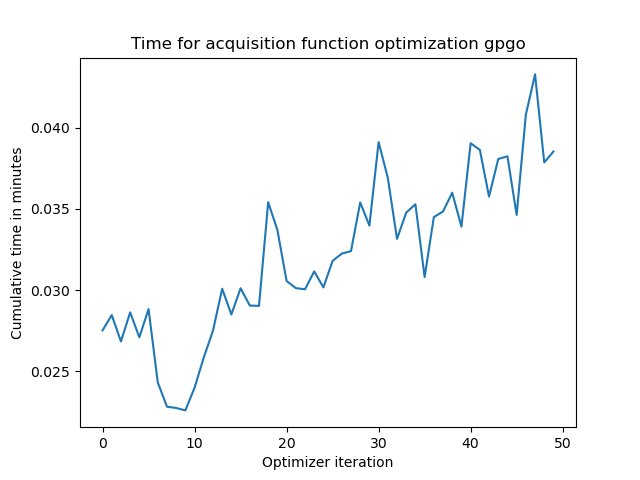 Time for acquisition function optimization gpgo
Cumulative time in minutes
0.040
0.035
0.030
0.025
0 10 20 30 40 50
Optimizer iteration